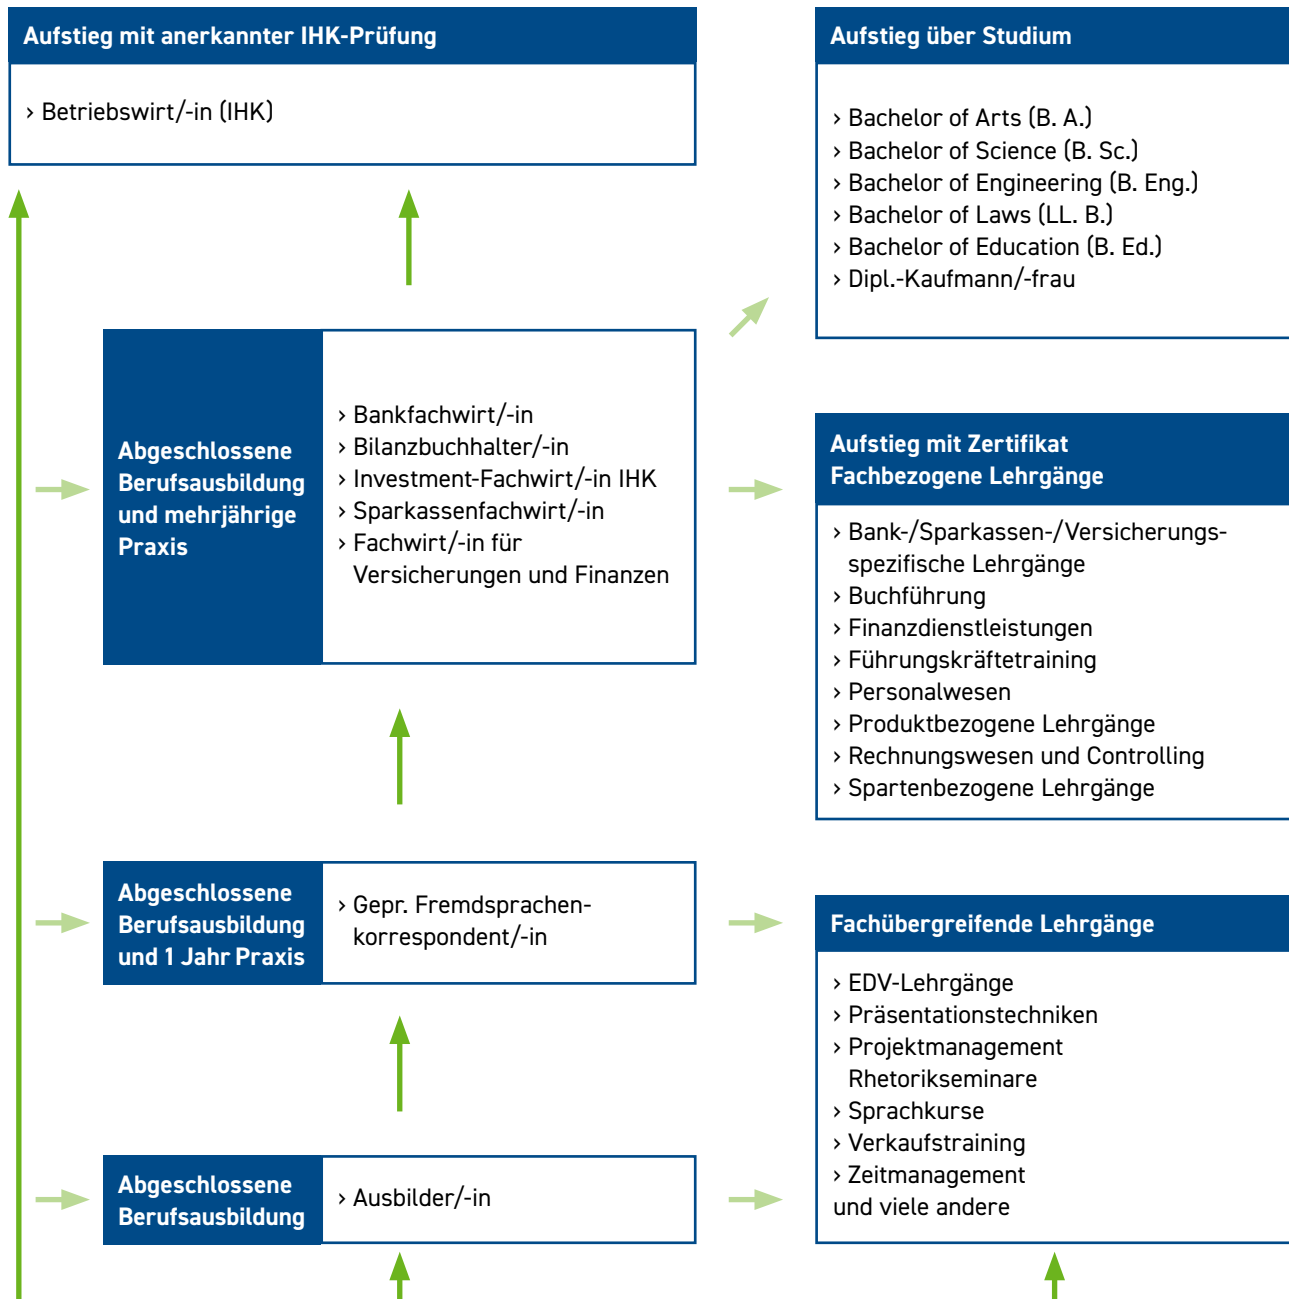 Aufstieg mit anerkannter IHK-Prüfung
› Betriebswirt/-in (IHK)
Aufstieg über Studium
› Bachelor of Arts (B. A.)
› Bachelor of Science (B. Sc.)
› Bachelor of Engineering (B. Eng.)
› Bachelor of Laws (LL. B.)
› Bachelor of Education (B. Ed.)
› Dipl.-Kaufmann/-frau
Abgeschlossene
Berufsausbildung
und mehrjährige
Praxis
› Bankfachwirt/-in
› Bilanzbuchhalter/-in
› Investment-Fachwirt/-in IHK
› Sparkassenfachwirt/-in
› Fachwirt/-in für
Versicherungen und Finanzen
Aufstieg mit Zertifikat
Fachbezogene Lehrgänge
› Bank-/Sparkassen-/Versicherungs-
spezifische Lehrgänge
› Buchführung
› Finanzdienstleistungen
› Führungskräftetraining
› Personalwesen
› Produktbezogene Lehrgänge
› Rechnungswesen und Controlling
› Spartenbezogene Lehrgänge
Abgeschlossene
Berufsausbildung
und 1 Jahr Praxis
› Gepr. Fremdsprachen-
korrespondent/-in
Fachübergreifende Lehrgänge
› EDV-Lehrgänge
› Präsentationstechniken
› Projektmanagement
Rhetorikseminare
› Sprachkurse
› Verkaufstraining
› Zeitmanagement
und viele andere
Abgeschlossene
Berufsausbildung
› Ausbilder/-in